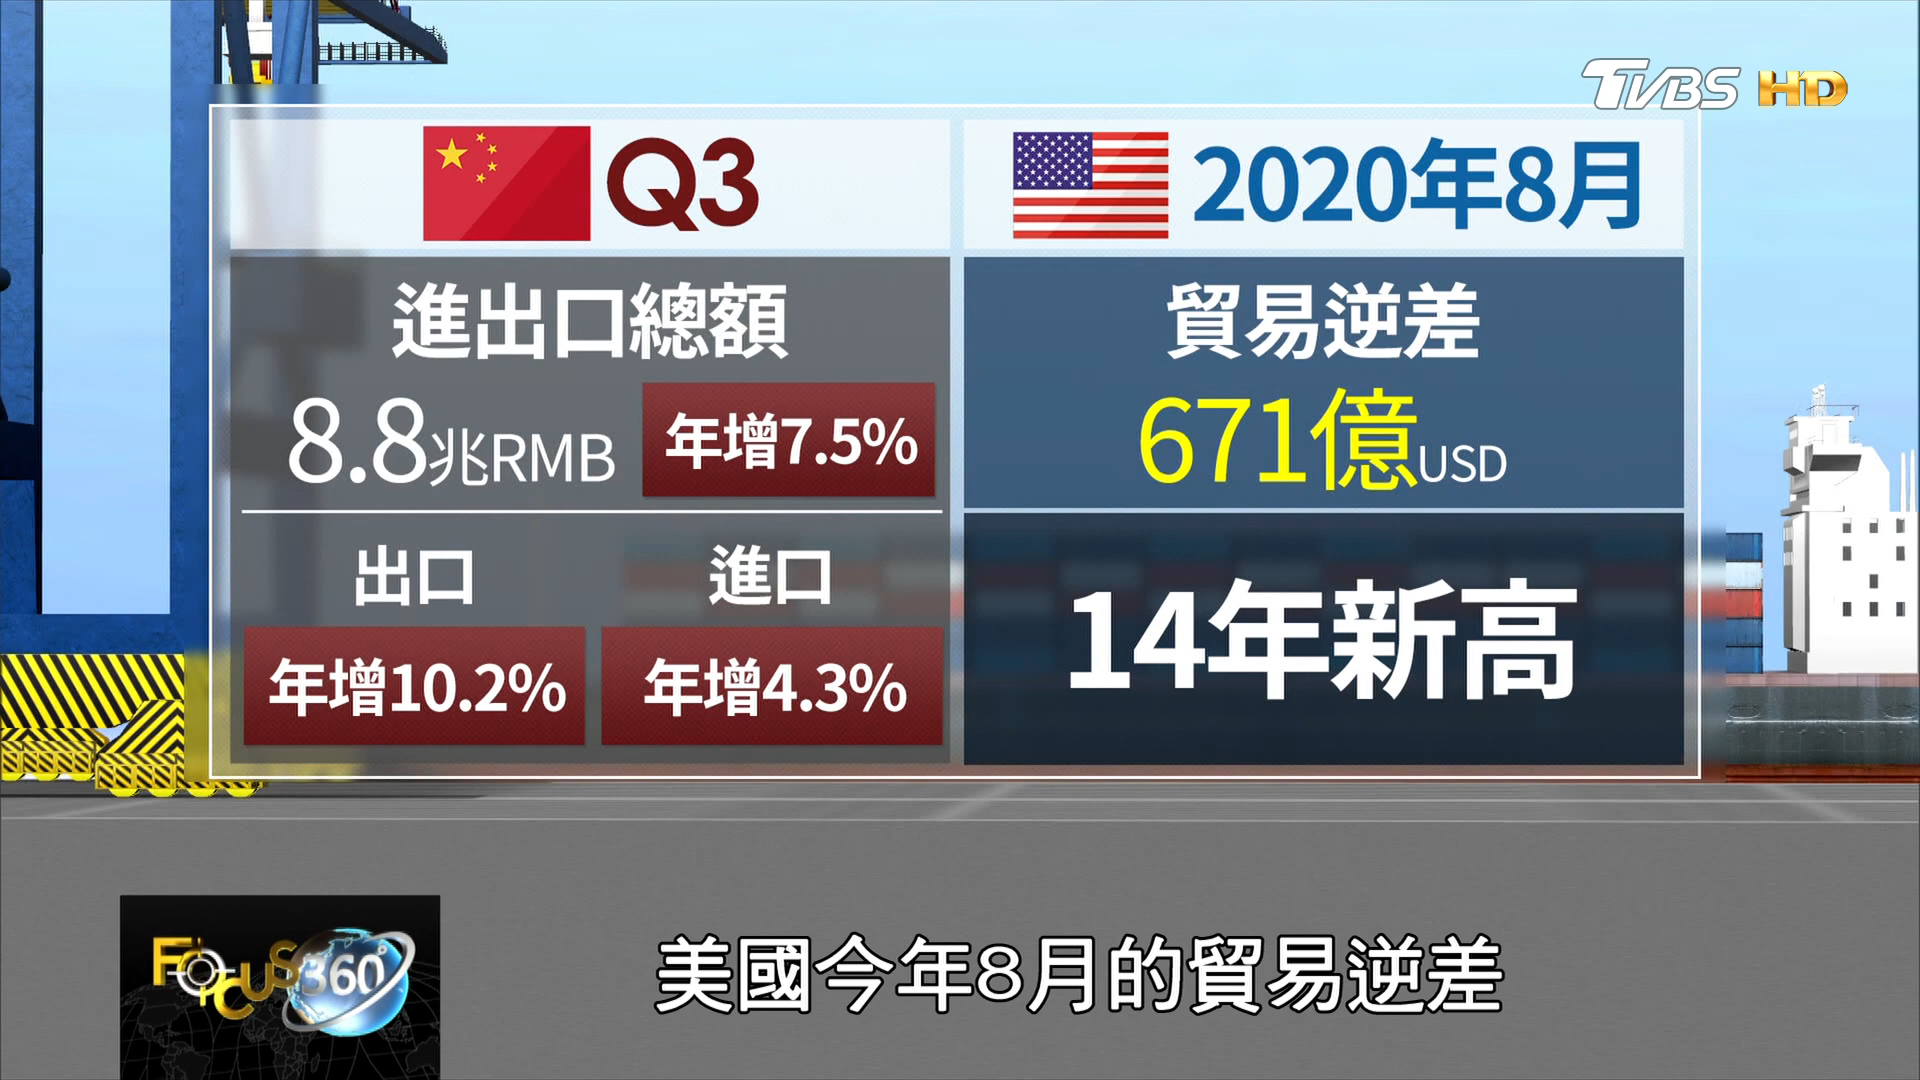 TVBS HD
Q3
進出口總額
8.8兆RMB 年增7.5%
出口 進口
年增10.2% 年增4.3%
2020年8月
貿易逆差
671億USD
14年新高
FOCUS 360°
美國今年8月的貿易逆差